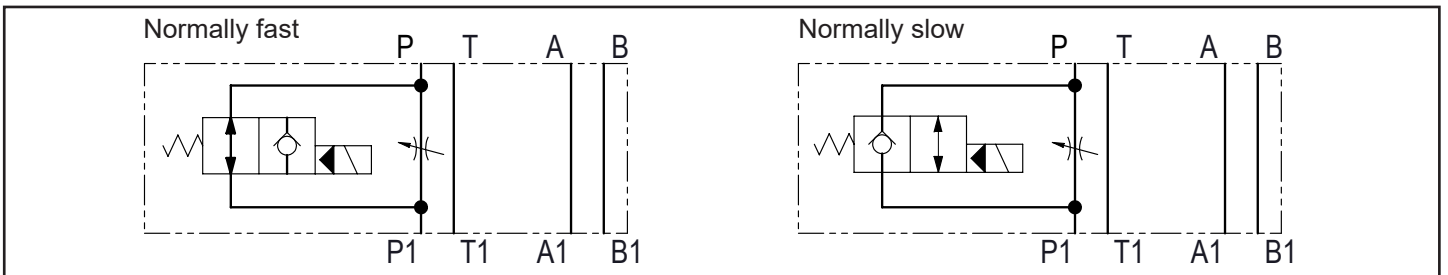 Normally fast
P T A B
P1 T1 A1 B1
Normally slow
P T A B
P1 T1 A1 B1